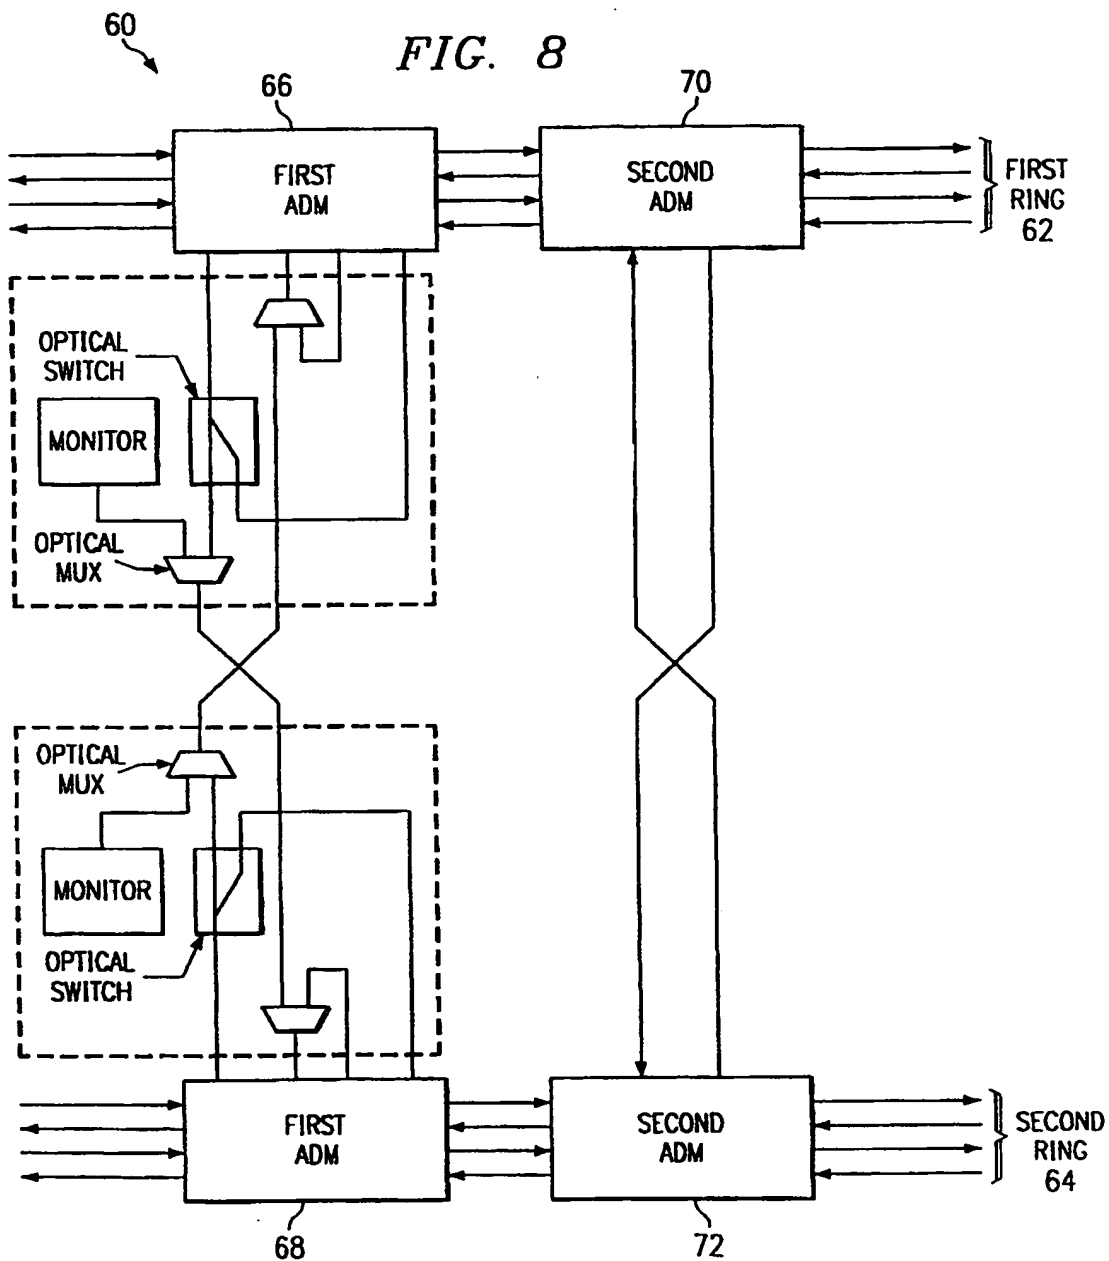 60
FIG. 8
66
70
FIRST
ADM
SECOND
ADM
FIRST
RING
62
OPTICAL
SWITCH
MONITOR
OPTICAL
MUX
OPTICAL
MUX
MONITOR
OPTICAL
SWITCH
FIRST
ADM
SECOND
ADM
SECOND
RING
64
68
72